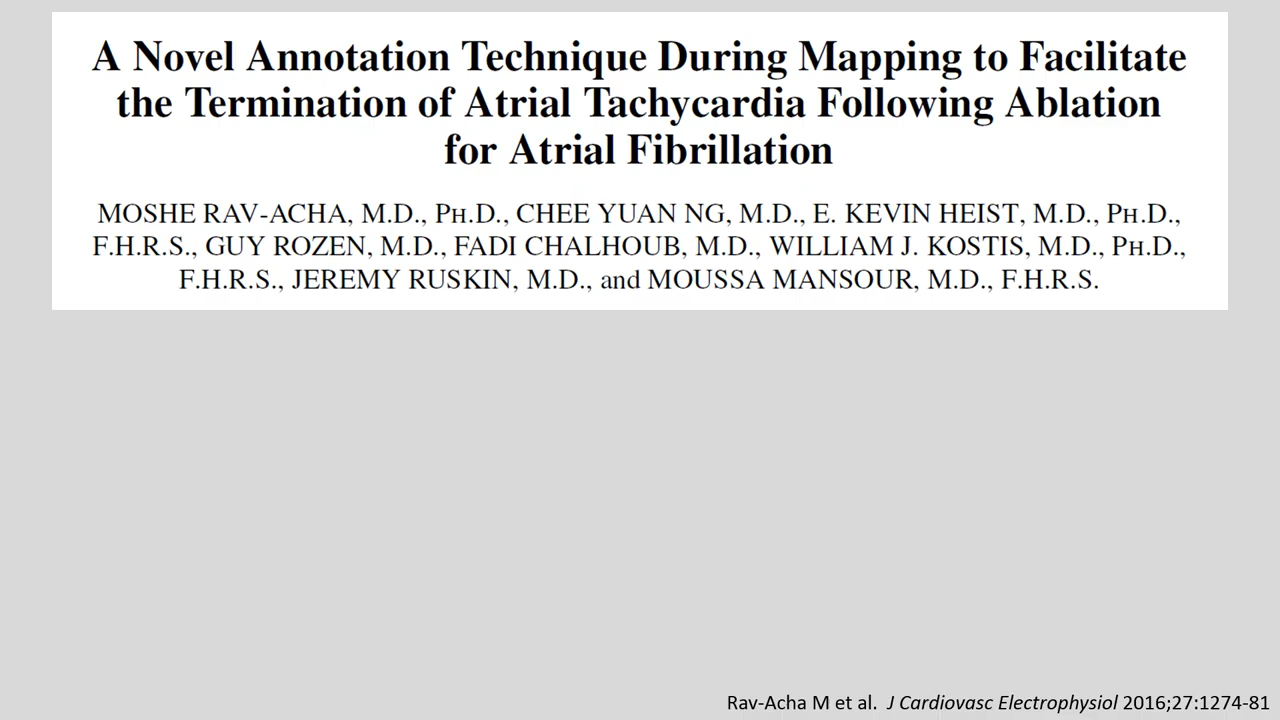 A Novel Annotation Technique During Mapping to Facilitate
the Termination of Atrial Tachycardia Following Ablation
for Atrial Fibrillation
MOSHE RAV-ACHA, M.D., PH.D., CHEE YUAN NG, M.D., E. KEVIN HEIST, M.D., PH.D.,
F.H.R.S., GUY ROZEN, M.D., FADI CHALHOUB, M.D., WILLIAM J. KOSTIS, M.D., PH.D.,
F.H.R.S., JEREMY RUSKIN, M.D., and MOUSSA MANSOUR, M.D., F.H.R.S.
Rav-Acha M et al. J Cardiovasc Electrophysiol 2016;27:1274-81